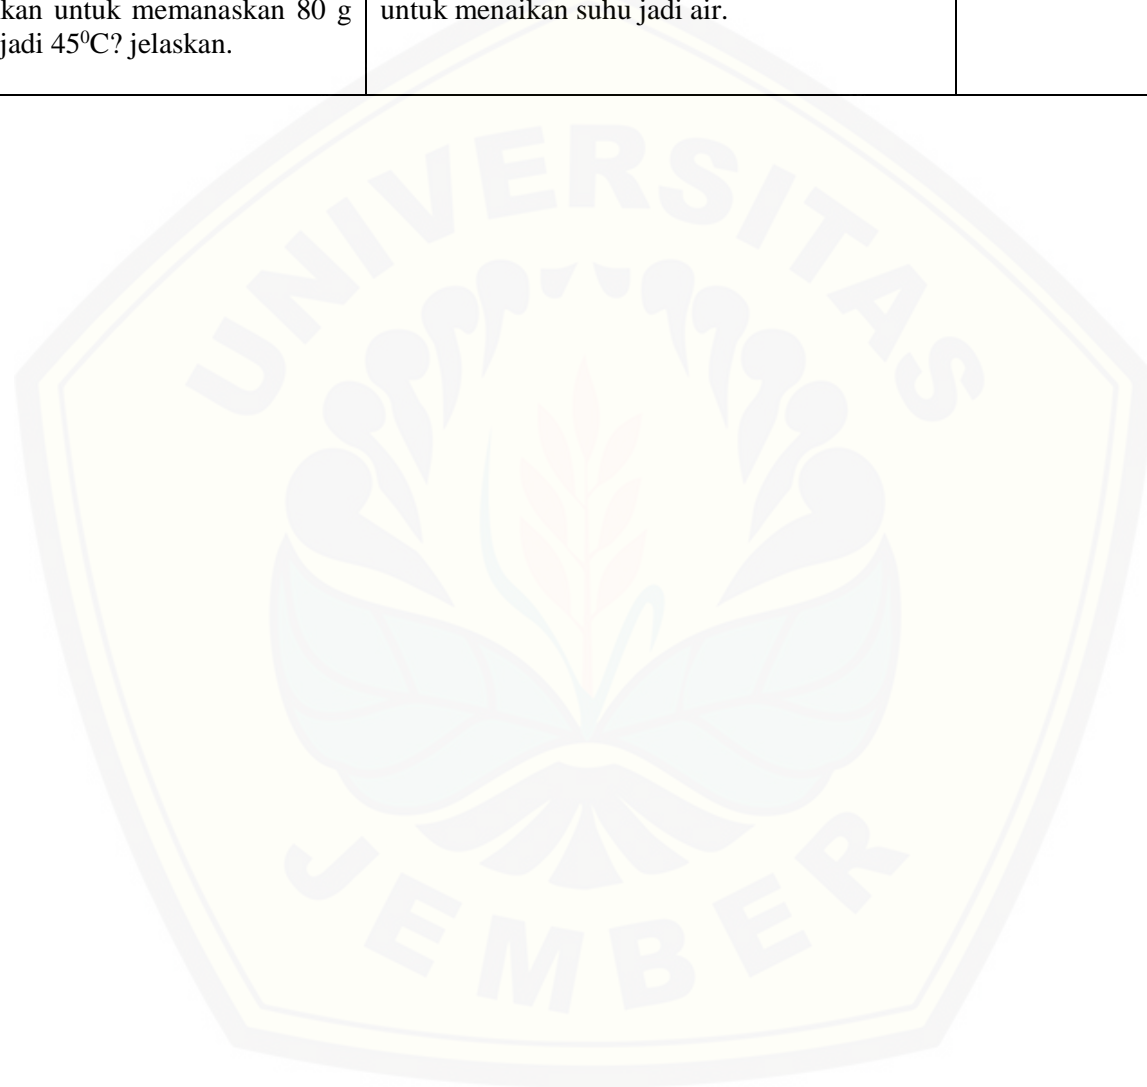 kan untuk memanaskan 80 g
jadi 45⁰C? jelaskan.
untuk menaikan suhu jadi air.
UNIVERSITAS
JEMBER